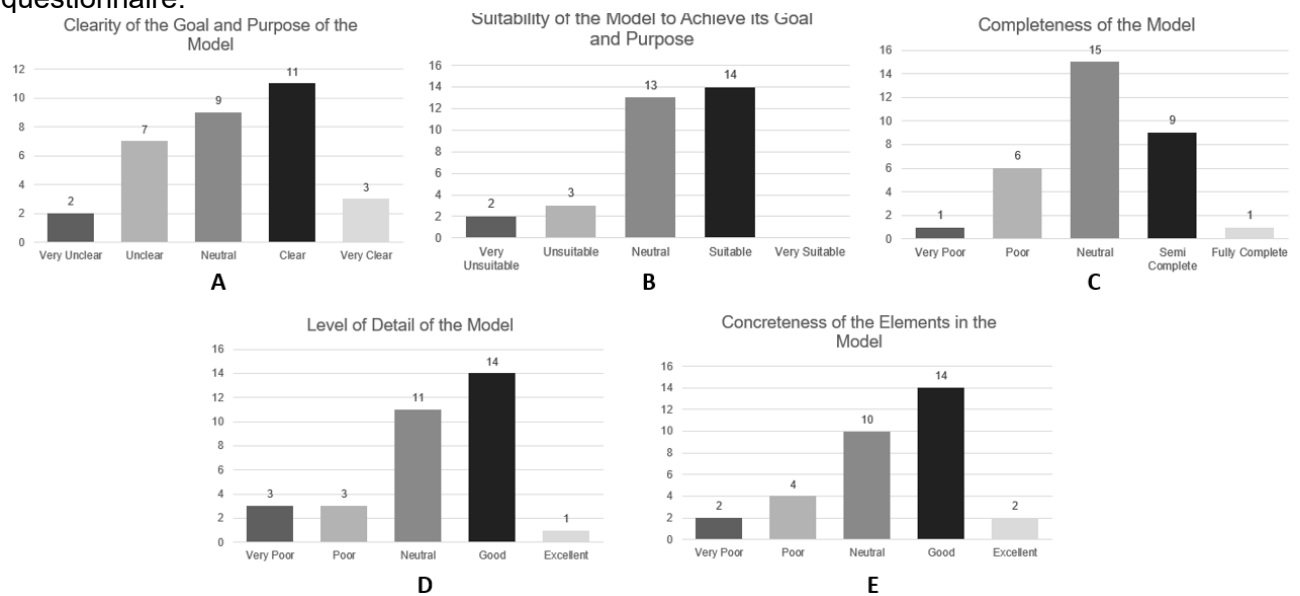 questionnaire.
Clearity of the Goal and Purpose of the
Model
12
10
8
6
4
2
0
2
7
9
11
3
Very Unclear
Unclear
Neutral
Clear
Very Clear
A
Suitability of the Model to Achieve its Goal
and Purpose
16
14
12
10
8
6
4
2
0
2
3
13
14
Very
Unsuitable
Unsuitable
Neutral
Suitable
Very Suitable
B
Completeness of the Model
16
14
12
10
8
6
4
2
0
1
6
15
9
1
Very Poor
Poor
Neutral
Semi
Complete
Fully Complete
C
Level of Detail of the Model
16
14
12
10
8
6
4
2
0
3
3
11
14
1
Very Poor
Poor
Neutral
Good
Excellent
D
Concreteness of the Elements in the
Model
16
14
12
10
8
6
4
2
0
2
4
10
14
2
Very Poor
Poor
Neutral
Good
Excellent
E